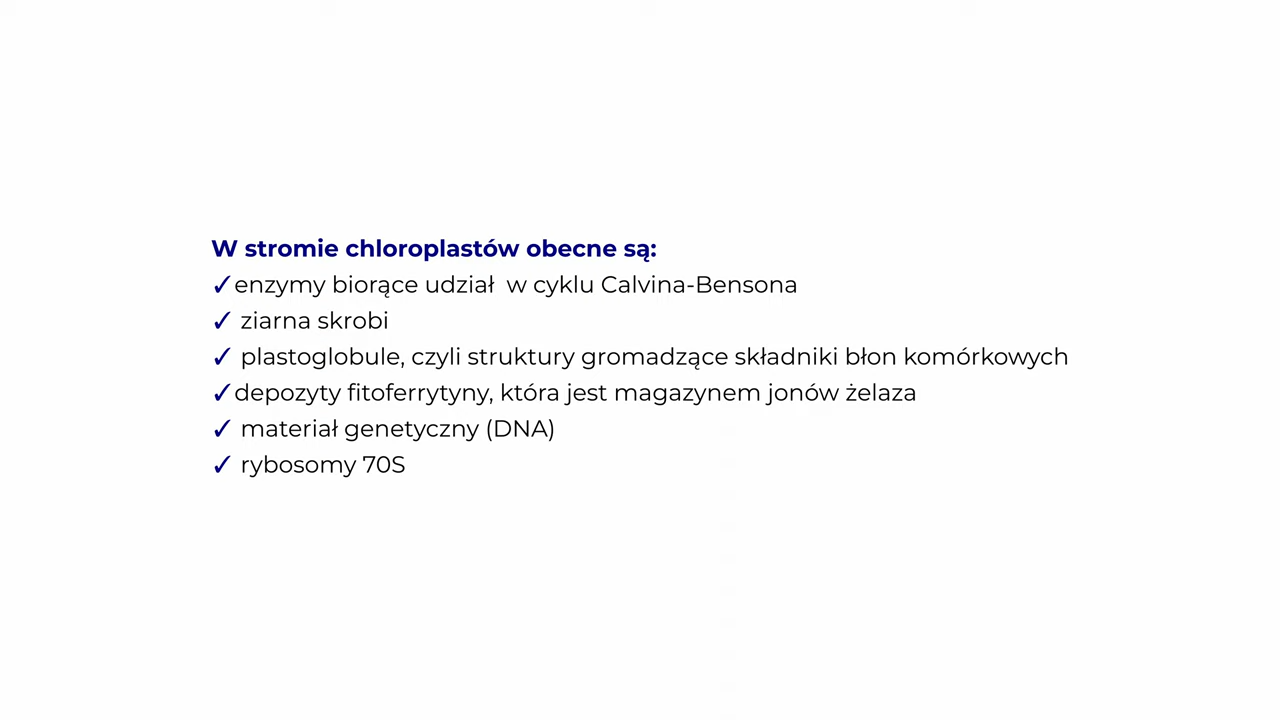 W stromie chloroplastów obecne są:
✓enzymy biorące udział  w cyklu Calvina-Bensona
✓ ziarna skrobi
✓ plastoglobule, czyli struktury gromadzące składniki błon komórkowych
✓depozyty fitoferrytyny, która jest magazynem jonów żelaza
✓ materiał genetyczny (DNA)
✓ rybosomy 70S